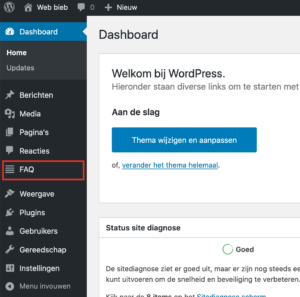 Web bieb 0 + Nieuw
Dashboard
Home
Updates
Berichten
Media
Pagina's
Reacties
FAQ
Weergave
Plugins
Gebruikers
Gereedschap
Instellingen
Menu invouwen
Dashboard
Welkom bij WordPress.
Hieronder staan diverse links om te starten met
Aan de slag
Thema wijzigen en aanpassen
of, verander het thema helemaal.
Status site diagnose
Goed
De sitediagnose ziet er goed uit, maar er zijn nog steeds e
kunt uitvoeren om de snelheid en beveiliging te verbetere
Kijk naar de 8 items op het Sitediagnose scherm.